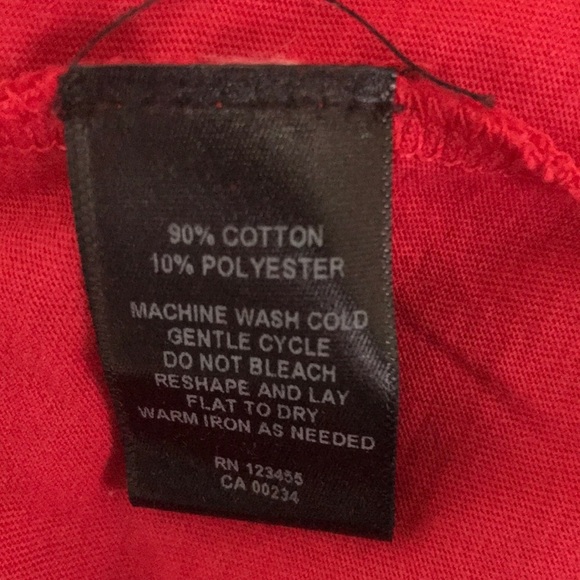 90% COTTON
10% POLYESTER
MACHINE WASH COLD
GENTLE CYCLE
DO NOT BLEACH
RESHAPE AND LAY
FLAT TO DRY
WARM IRON AS NEEDED
RN 123455
CA 00234